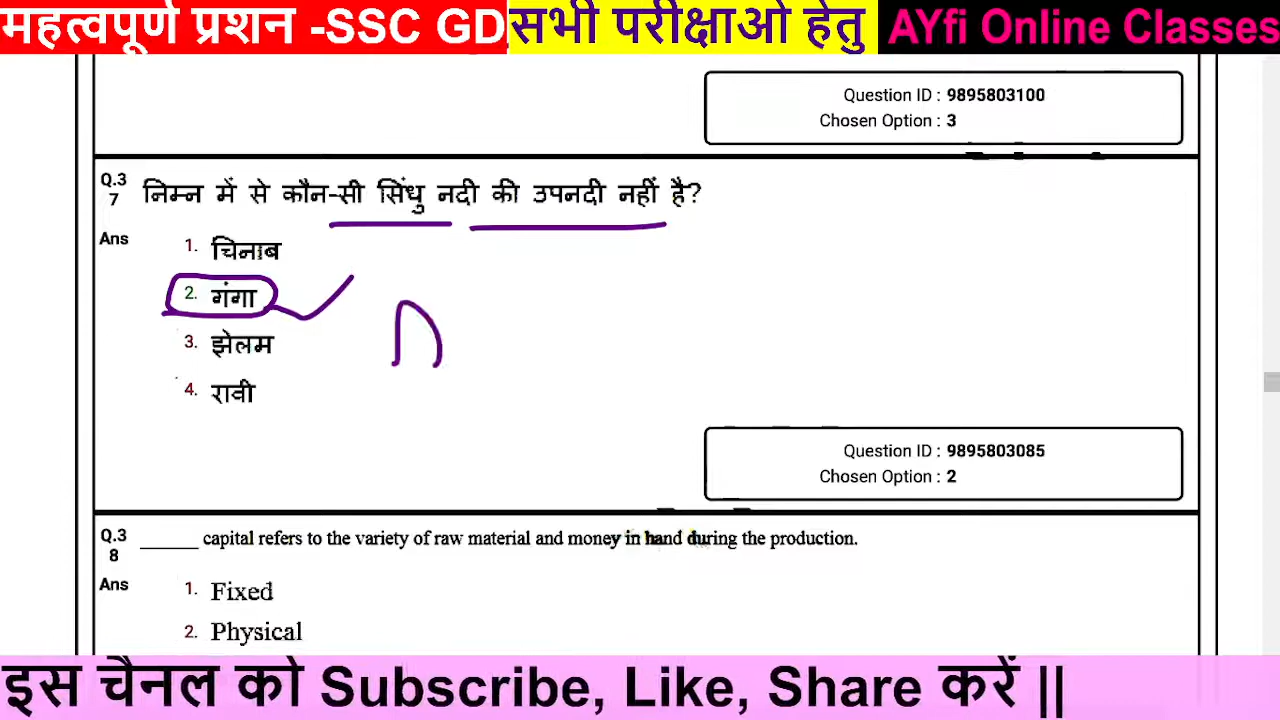 महत्वपूर्ण प्रशन -SSC GD सभी परीक्षाओ हेतु AYfi Online Classes
Question ID : 9895803100
Chosen Option : 3
Q.37 निम्न में से कौन-सी सिंधु नदी की उपनदी नहीं है?
Ans 1. चिनाब
2. गंगा
3. झेलम
4. रावी
Question ID : 9895803085
Chosen Option : 2
Q.38 ______ capital refers to the variety of raw material and money in hand during the production.
Ans 1. Fixed
2. Physical
इस चैनल को Subscribe, Like, Share करें ||